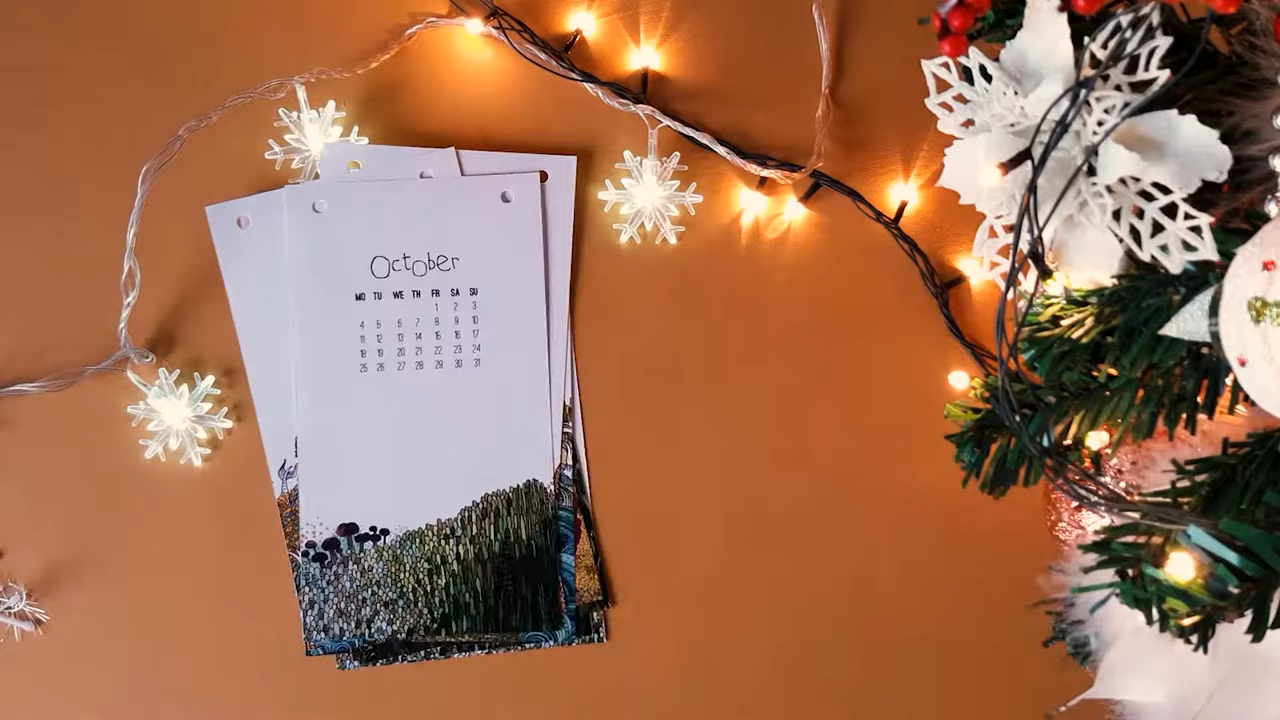 October
MO TU WE TH FR SA SU
1 2 3
4 5 6 7 8 9 10
11 12 13 14 15 16 17
18 19 20 21 22 23 24
25 26 27 28 29 30 31